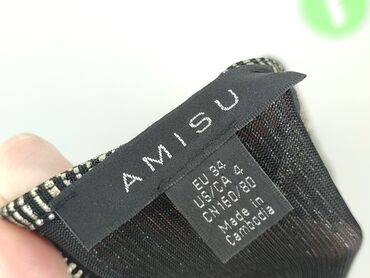 AMISU
EU 34
US/CA 4
CN160/80
Made in
Cambodia